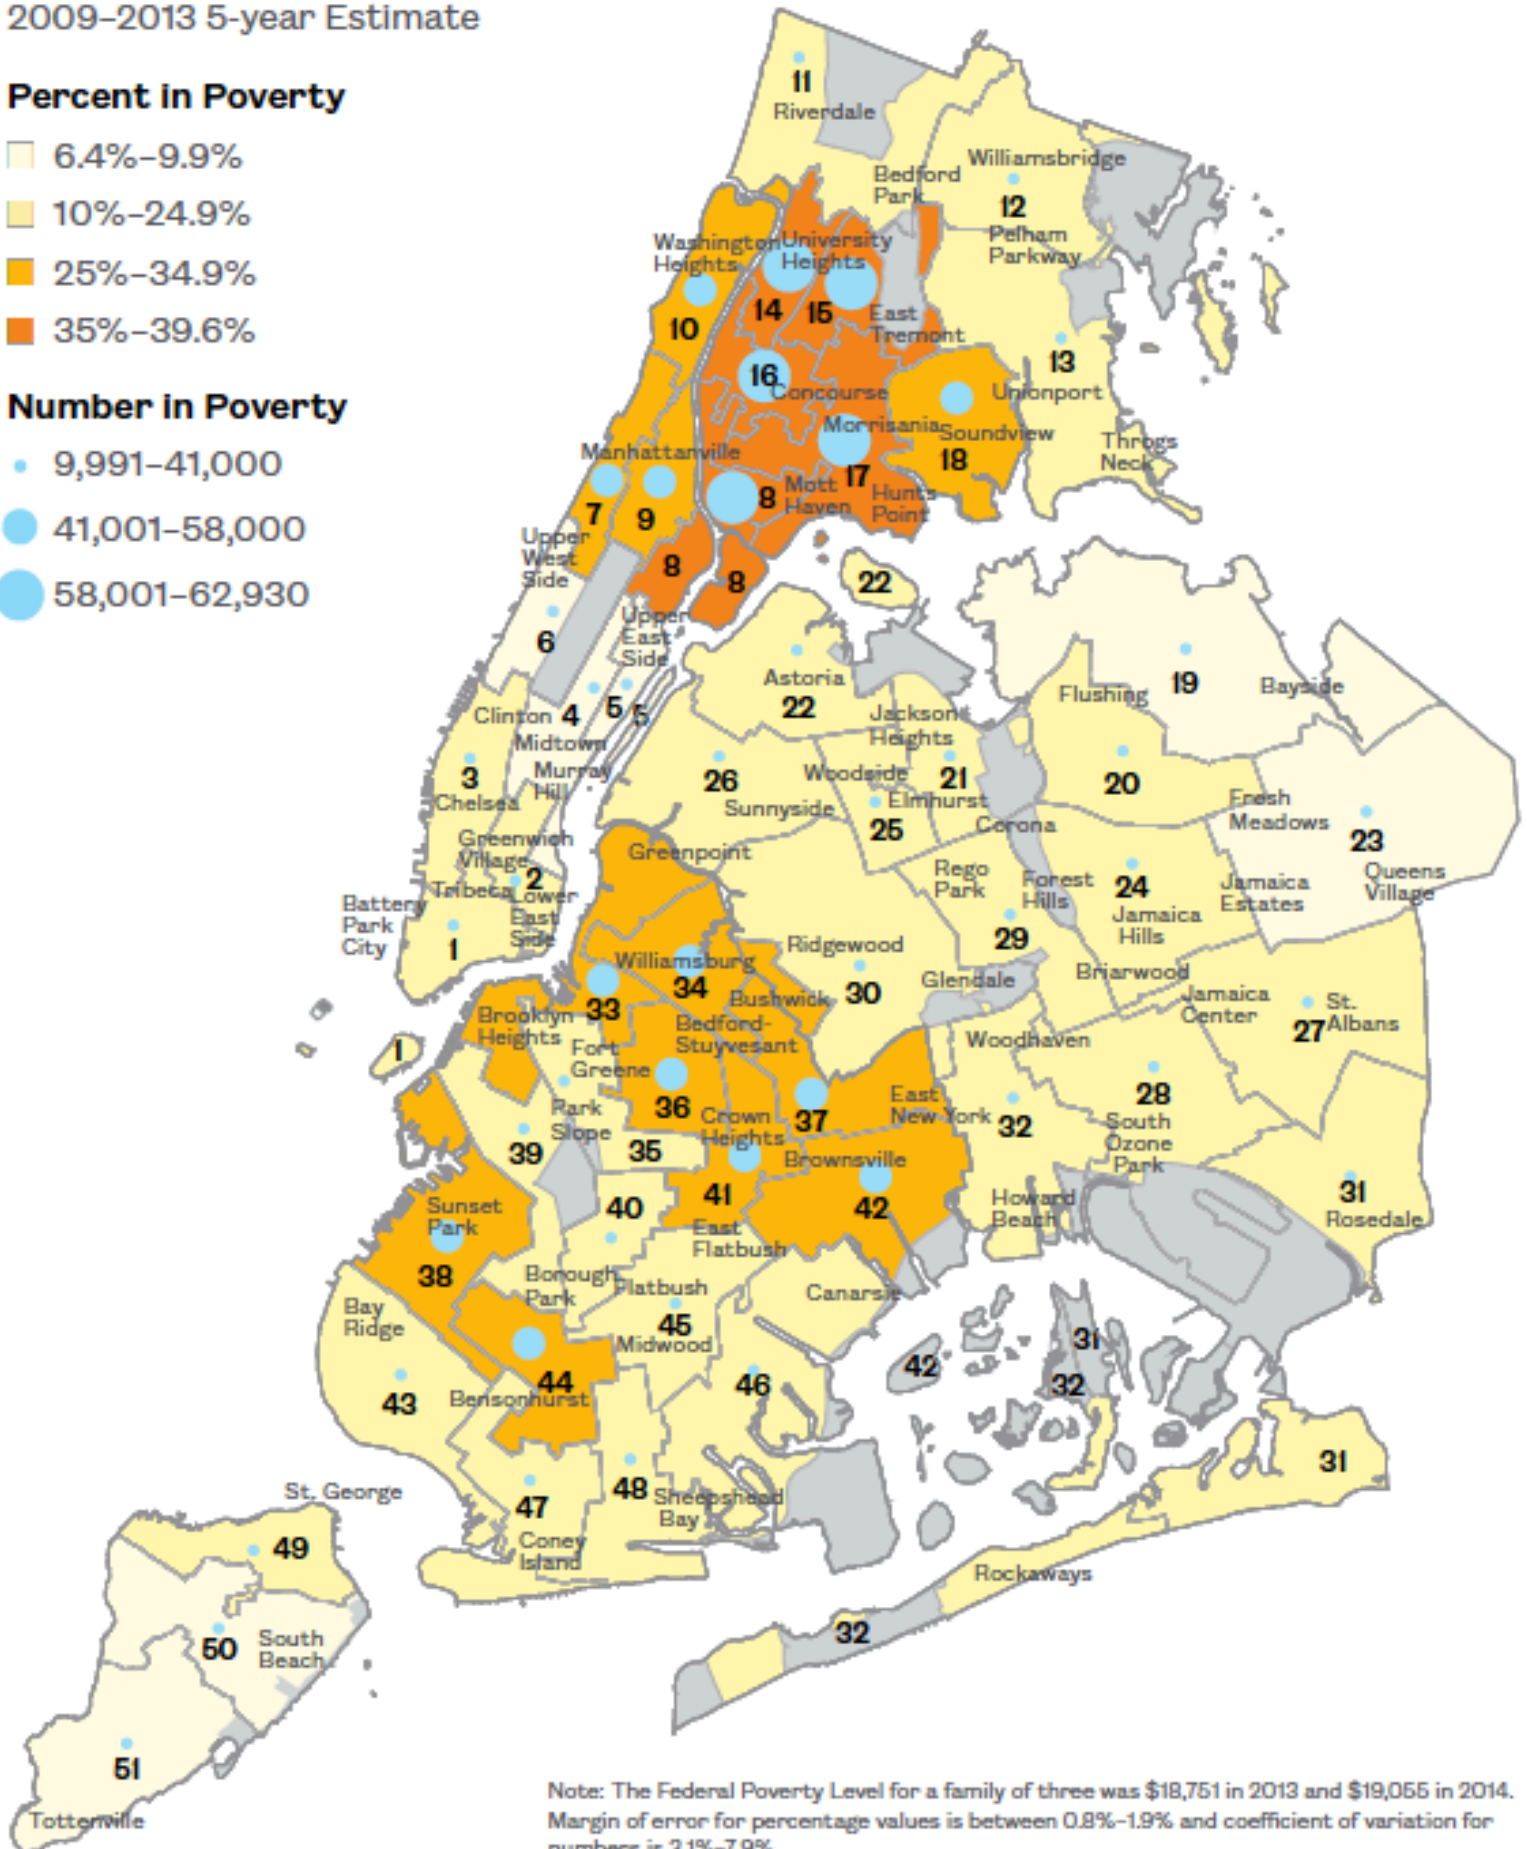 2009–2013 5-year Estimate
Percent in Poverty
6.4%–9.9%
10%–24.9%
25%–34.9%
35%–39.6%
Number in Poverty
9,991–41,000
41,001–58,000
58,001–62,930
11
Riverdale
Williamsbridge
Bedford
Park
12
Pelham
Parkway
Washington
Heights
University
Heights
10
14
15
East
Tremont
13
16
Concourse
Unionport
Morrisania
Soundview
18
Throgs
Neck
Manhattanville
7
9
8
Mott
Haven
17
Hunts
Point
Upper
West
Side
8
8
22
6
Upper
East
Side
Astoria
22
Flushing
19
Bayside
Clinton
4
5
5
Midtown
Jackson
Heights
3
Chelsea
Murray
Hill
26
Sunnyside
Woodside
21
Elmhurst
25
Corona
20
Fresh
Meadows
23
Queens
Village
Greenwich
Village
2
Tribeca
Lower
East
Side
Battery
Park
City
1
Greenpoint
Rego
Park
Forest
Hills
24
Jamaica
Hills
Jamaica
Estates
29
Ridgewood
30
Glendale
Briarwood
Jamaica
Center
27
St.
Albans
Williamsburg
34
33
Bushwick
Brooklyn
Heights
Bedford-
Stuyvesant
1
Fort
Greene
Woodhaven
36
Crown
Heights
37
East
New York
32
28
South
Ozone
Park
Park
Slope
39
35
Brownsville
Sunset
Park
40
41
42
East
Flatbush
Howard
Beach
31
Rosedale
38
Borough
Park
Flatbush
Canarsie
Bay
Ridge
45
Midwood
42
31
32
43
44
Bensonhurst
46
47
48
Sheepshead
Bay
31
Coney
Island
St. George
49
Rockaways
32
50
South
Beach
51
Tottenville
Note: The Federal Poverty Level for a family of three was $18,751 in 2013 and $19,055 in 2014.
Margin of error for percentage values is between 0.8%–1.9% and coefficient of variation for
numbers is 2.1%–7.9%